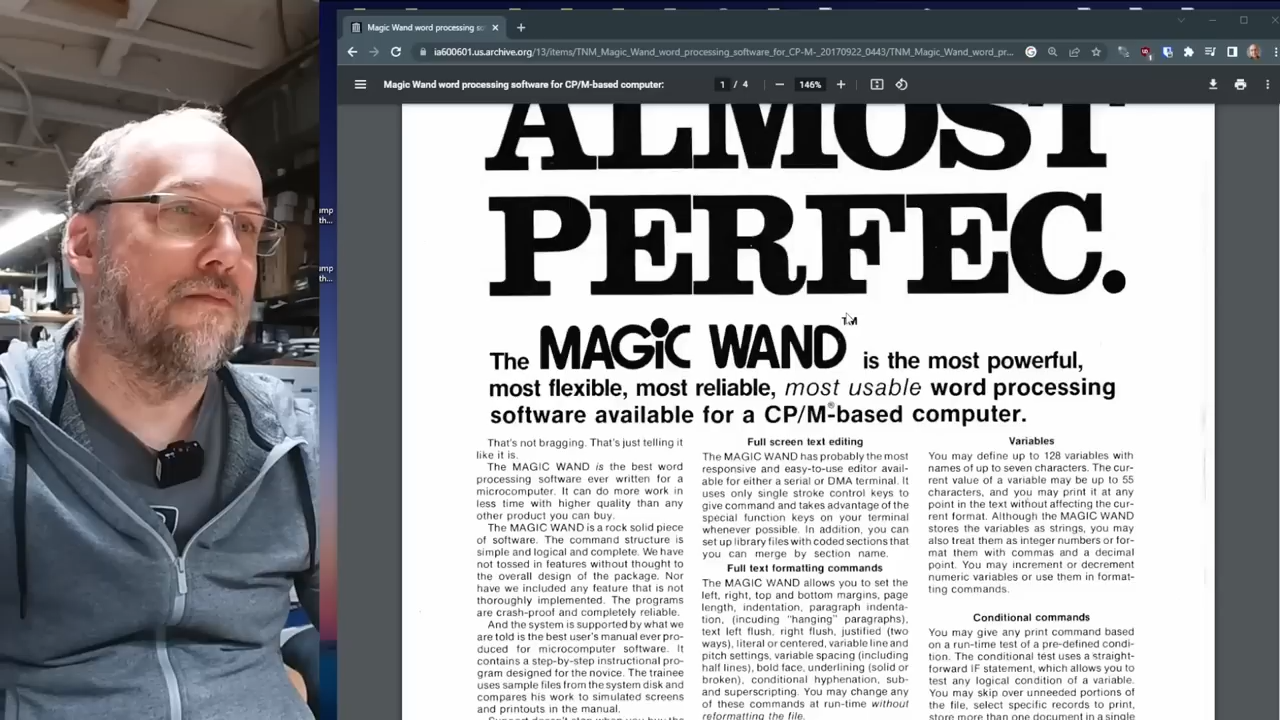 Magic Wand word processing so
ia600601.us.archive.org/13/items/TNM_Magic_Wand_word_processing_software_for_CP-M-_20170922_0443/TNM_Magic_Wand_word_pr...
Magic Wand word processing software for CP/M-based computer:
1 / 4
146%
ump
th...
ump
th...
ALMOST
PERFEC.
The MAGiC WAND™ is the most powerful,
most flexible, most reliable, most usable word processing
software available for a CP/M®-based computer.
That's not bragging. That's just telling it
like it is.
The MAGIC WAND is the best word
processing software ever written for a
microcomputer. It can do more work in
less time with higher quality than any
other product you can buy.
The MAGIC WAND is a rock solid piece
of software. The command structure is
simple and logical and complete. We have
not tossed in features without thought to
the overall design of the package. Nor
have we included any feature that is not
thoroughly implemented. The programs
are crash-proof and completely reliable.
And the system is supported by what we
are told is the best user's manual ever pro-
duced for microcomputer software. It
contains a step-by-step instructional pro-
gram designed for the novice. The trainee
uses sample files from the system disk and
compares his work to simulated screens
and printouts in the manual.
Support doesn't stop when you buy the
Full screen text editing
The MAGIC WAND has probably the most
responsive and easy-to-use editor avail-
able for either a serial or DMA terminal. It
uses only single stroke control keys to
give command and takes advantage of the
special function keys on your terminal
whenever possible. In addition, you can
set up library files with coded sections that
you can merge by section name.
Full text formatting commands
The MAGIC WAND allows you to set the
left, right, top and bottom margins, page
length, indentation, paragraph indenta-
tion, (incuding "hanging" paragraphs),
text left flush, right flush, justified (two
ways), literal or centered, variable line and
pitch settings, variable spacing (including
half lines), bold face, underlining (solid or
broken), conditional hyphenation, sub-
and superscripting. You may change any
of these commands at run-time without
reformatting the file.
Variables
You may define up to 128 variables with
names of up to seven characters. The cur-
rent value of a variable may be up to 55
characters, and you may print it at any
point in the text without affecting the cur-
rent format. Although the MAGIC WAND
stores the variables as strings, you may
also treat them as integer numbers or for-
mat them with commas and a decimal
point. You may increment or decrement
numeric variables or use them in format-
ting commands.
Conditional commands
You may give any print command based
on a run-time test of a pre-defined condi-
tion. The conditional test uses a straight-
forward IF statement, which allows you to
test any logical condition of a variable.
You may skip over unneeded portions of
the file, select specific records to print,
store more than one document in a single